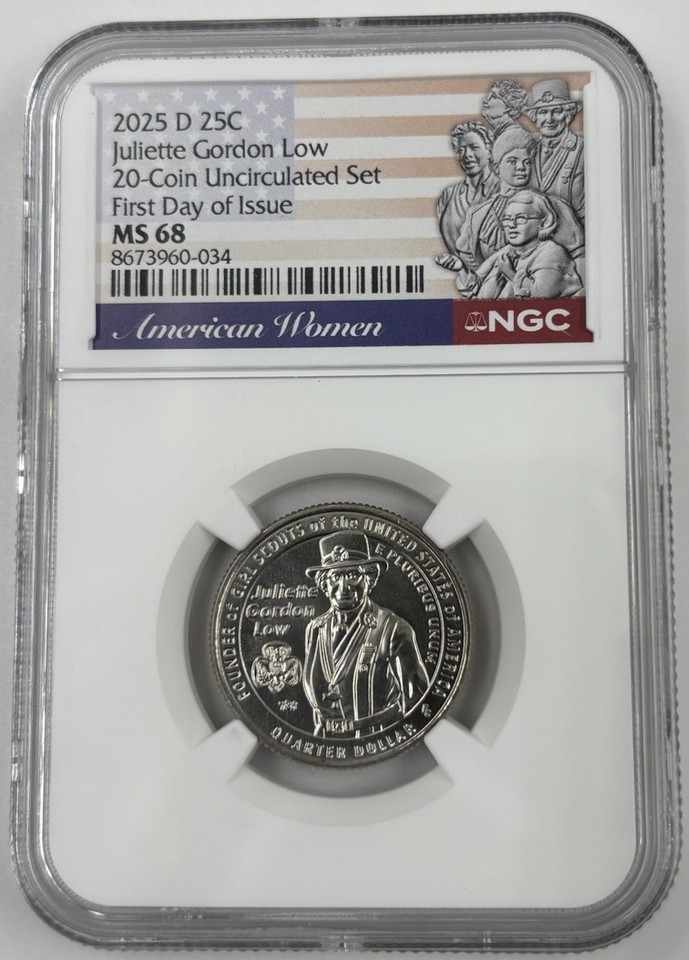 2025 D 25C
Juliette Gordon Low
20-Coin Uncirculated Set
First Day of Issue
MS 68
8673960-034
American Women
NGC
FOUNDER of GIRL SCOUTS of the UNITED STATES of AMERICA
E PLURIBUS UNUM
Juliette
Gordon
Low
QUARTER DOLLAR